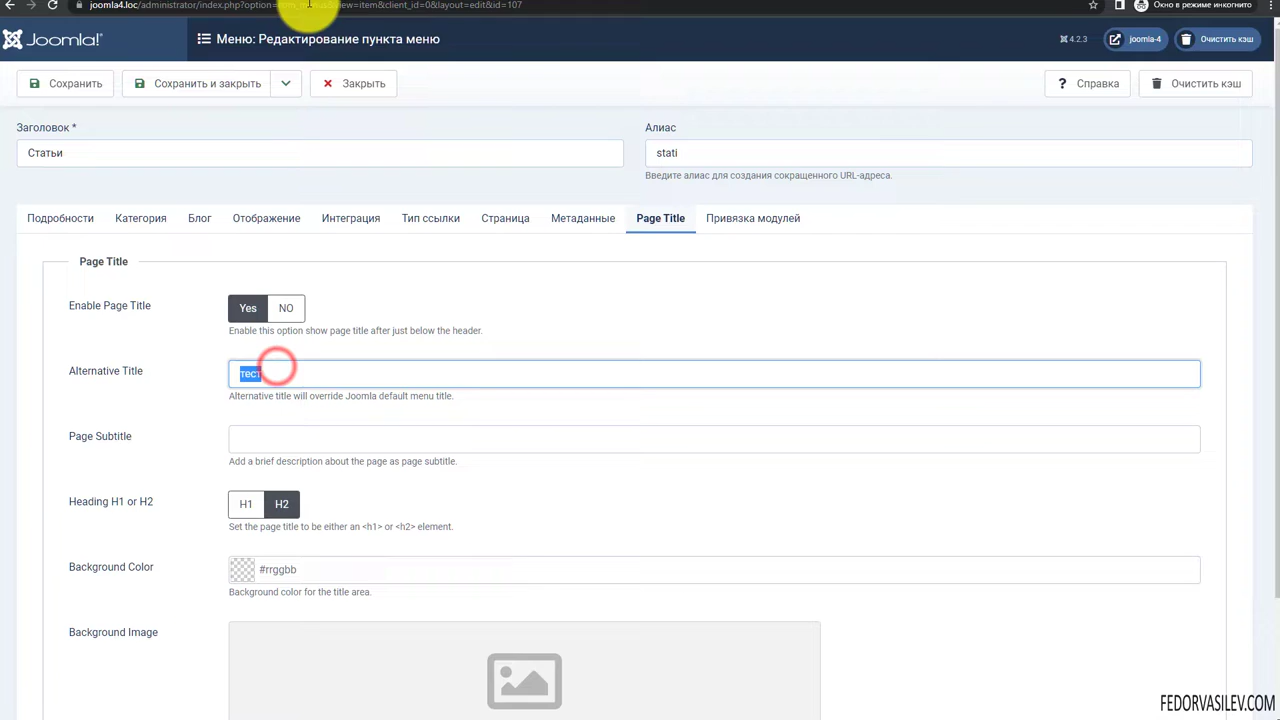 joomla4.loc/administrator/index.php?option=com_menus&view=item&client_id=0&layout=edit&id=107
Окно в режиме инкогнито
Joomla!
Меню: Редактирование пункта меню
4.2.3
joomla-4
Очистить кэш
Сохранить
Сохранить и закрыть
Закрыть
? Справка
Очистить кэш
Заголовок *
Алиас
Статьи
stati
Введите алиас для создания сокращенного URL-адреса.
Подробности Категория Блог Отображение Интеграция Тип ссылки Страница Метаданные Page Title Привязка модулей
Page Title
Enable Page Title
Yes NO
Enable this option show page title after just below the header.
Alternative Title
тест
Alternative title will override Joomla default menu title.
Page Subtitle
Add a brief description about the page as page subtitle.
Heading H1 or H2
H1 H2
Set the page title to be either an <h1> or <h2> element.
Background Color
#rrggbb
Background color for the title area.
Background Image
FEDORVASILEV.COM